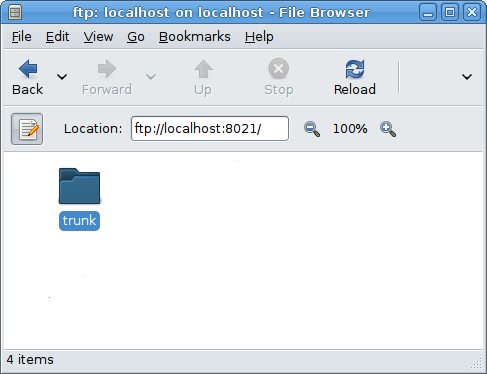 ftp: localhost on localhost - File Browser
File Edit View Go Bookmarks Help
Back Forward Up Stop Reload
Location: ftp://localhost:8021/ 100%
trunk
4 items